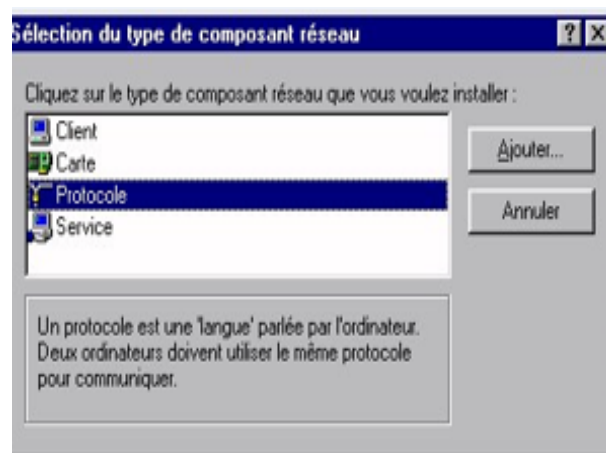 Sélection du type de composant réseau
Cliquez sur le type de composant réseau que vous voulez installer :
Client
Carte
Protocole
Service
Ajouter...
Annuler
Un protocole est une 'langue' parlée par l'ordinateur.
Deux ordinateurs doivent utiliser le même protocole
pour communiquer.